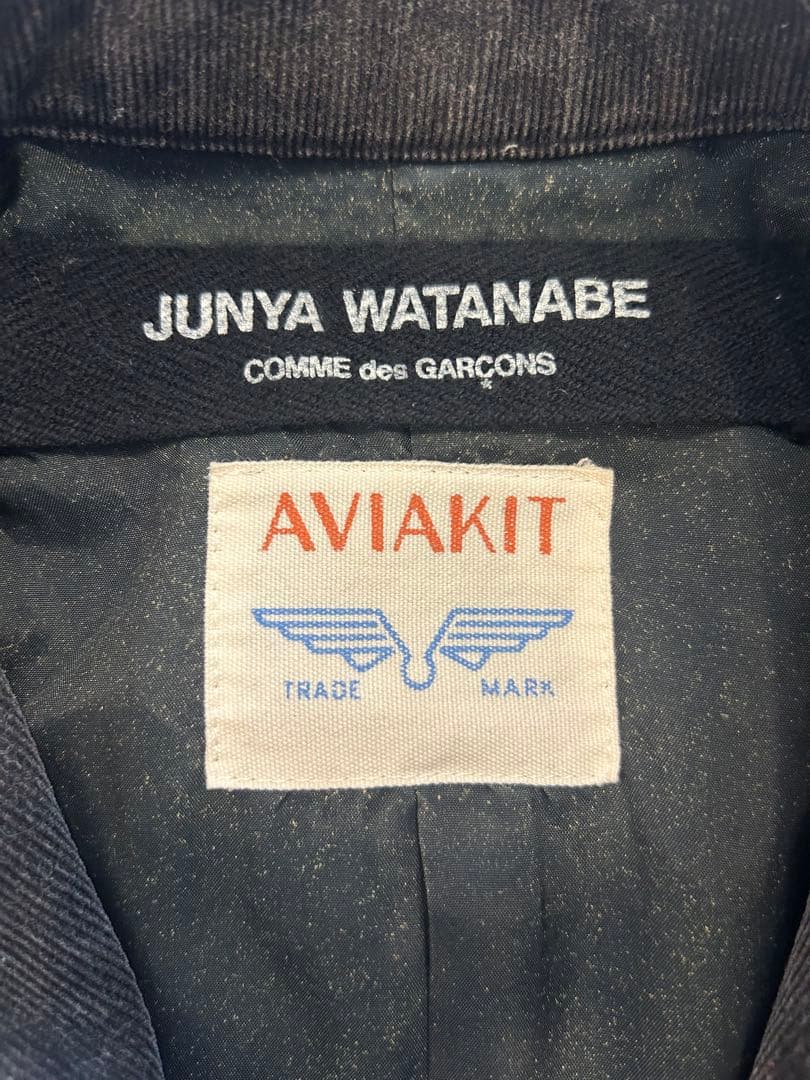 JUNYA WATANABE
COMME des GARÇONS
AVIAKIT
TRADE MARK